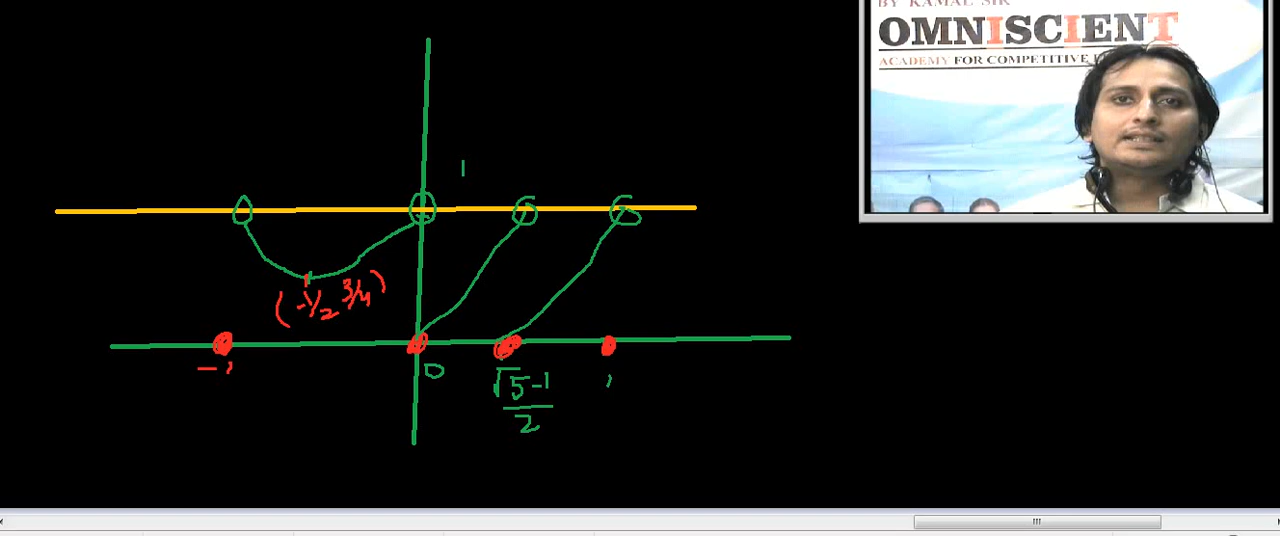 BY KAMAL SIR
OMNISCIENT
ACADEMY FOR COMPETITIVE
1
(-1/2 3/4)
-1
0
√5-1
2
1